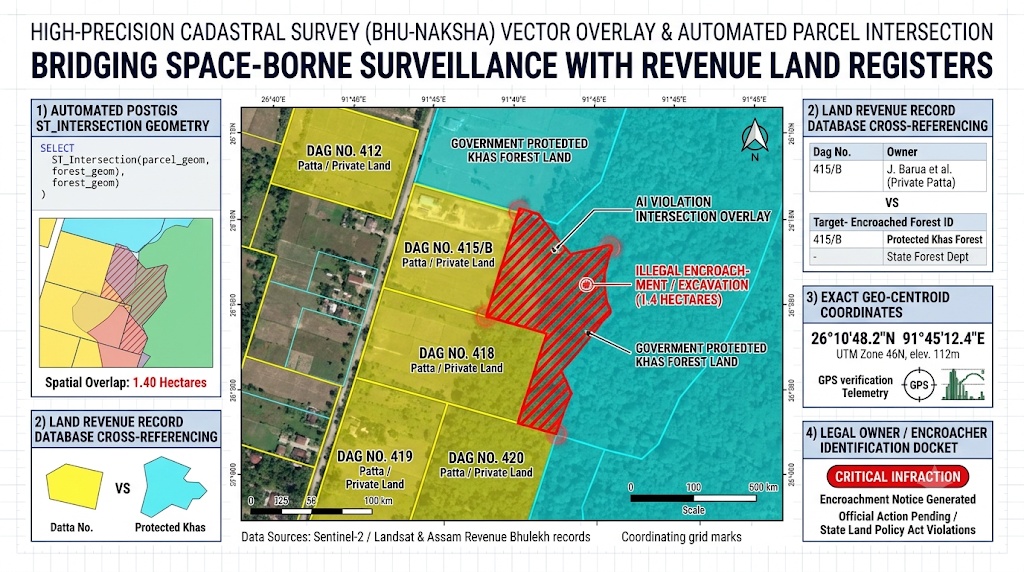 HIGH-PRECISION CADASTRAL SURVEY (BHU-NAKSHA) VECTOR OVERLAY & AUTOMATED PARCEL INTERSECTION
BRIDGING SPACE-BORNE SURVEILLANCE WITH REVENUE LAND REGISTERS
1) AUTOMATED POSTGIS
ST_INTERSECTION GEOMETRY
SELECT
ST_Intersection(parcel_geom,
forest_geom),
forest_geom)
)
Spatial Overlap: 1.40 Hectares
2) LAND REVENUE RECORD
DATABASE CROSS-REFERENCING
VS
Datta No.
Protected Khas
26°40'E
91°46'E
91°45'E
91°45'E
91°45'E
DAG NO. 412
Patta / Private Land
GOVERNMENT PROTEDTED
KHAS FOREST LAND
N
AI VIOLATION
INTERSECTION OVERLAY
DAG NO. 415/B
Patta / Private Land
ILLEGAL ENCROACH-
MENT / EXCAVATION
(1.4 HECTARES)
DAG NO. 418
Patta / Private Land
GOVERMENT PROTEDTED
KHAS FOREST LAND
DAG NO. 419
Patta /
Private Land
DAG NO. 420
Patta / Private Land
0
125
56
100 km
0
100
600 km
Scale
Data Sources: Sentinel-2 / Landsat & Assam Revenue Bhulekh records
Coordinating grid marks
2) LAND REVENUE RECORD
DATABASE CROSS-REFERENCING
Dag No.
Owner
415/B
J. Barua et al.
(Private Patta)
VS
Target- Encroached Forest ID
415/B
Protected Khas Forest
-
State Forest Dept
3) EXACT GEO-CENTROID
COORDINATES
26°10'48.2"N 91°45'12.4"E
UTM Zone 46N, elev. 112m
GPS verification
Telemetry
GPS
4) LEGAL OWNER / ENCROACHER
IDENTIFICATION DOCKET
CRITICAL INFRACTION
Encroachment Notice Generated
Official Action Pending /
State Land Policy Act Violations